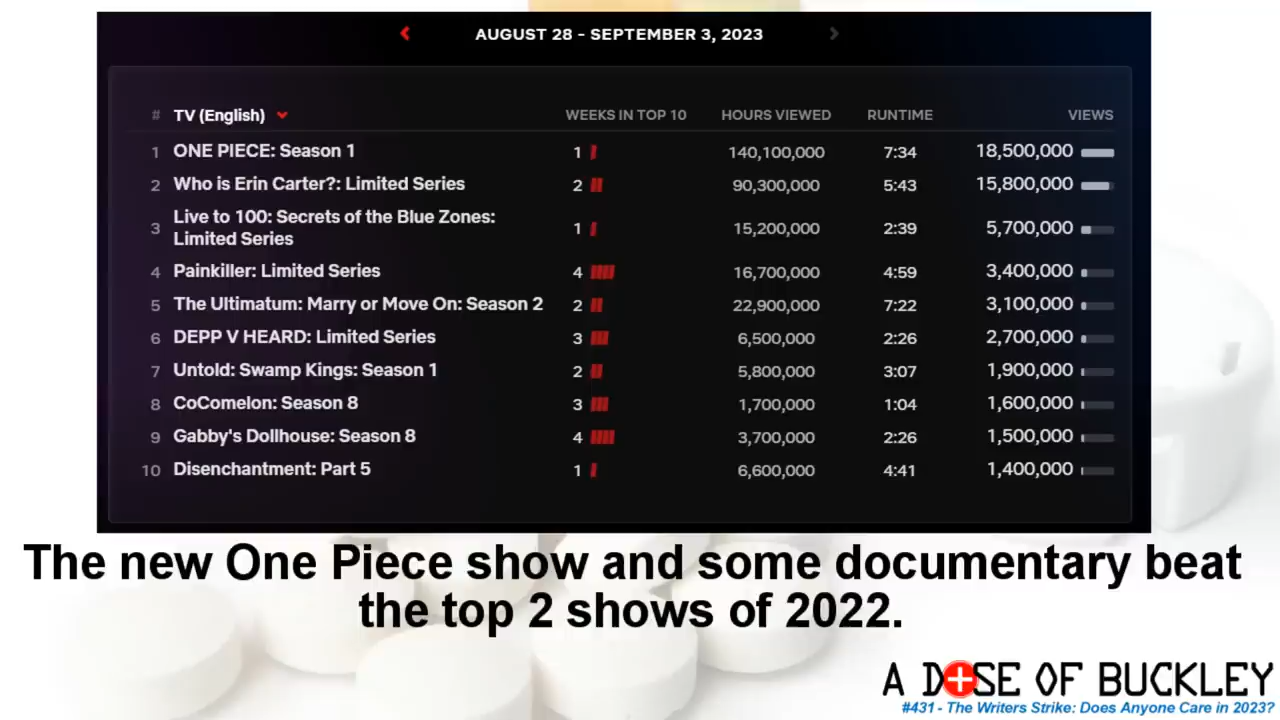 AUGUST 28 - SEPTEMBER 3, 2023
# TV (English) WEEKS IN TOP 10 HOURS VIEWED RUNTIME VIEWS
1 ONE PIECE: Season 1 1 140,100,000 7:34 18,500,000
2 Who is Erin Carter?: Limited Series 2 90,300,000 5:43 15,800,000
3 Live to 100: Secrets of the Blue Zones: Limited Series 1 15,200,000 2:39 5,700,000
4 Painkiller: Limited Series 4 16,700,000 4:59 3,400,000
5 The Ultimatum: Marry or Move On: Season 2 2 22,900,000 7:22 3,100,000
6 DEPP V HEARD: Limited Series 3 6,500,000 2:26 2,700,000
7 Untold: Swamp Kings: Season 1 2 5,800,000 3:07 1,900,000
8 CoComelon: Season 8 3 1,700,000 1:04 1,600,000
9 Gabby's Dollhouse: Season 8 4 3,700,000 2:26 1,500,000
10 Disenchantment: Part 5 1 6,600,000 4:41 1,400,000
The new One Piece show and some documentary beat
the top 2 shows of 2022.
A DOSE OF BUCKLEY
#431 - The Writers Strike: Does Anyone Care in 2023?